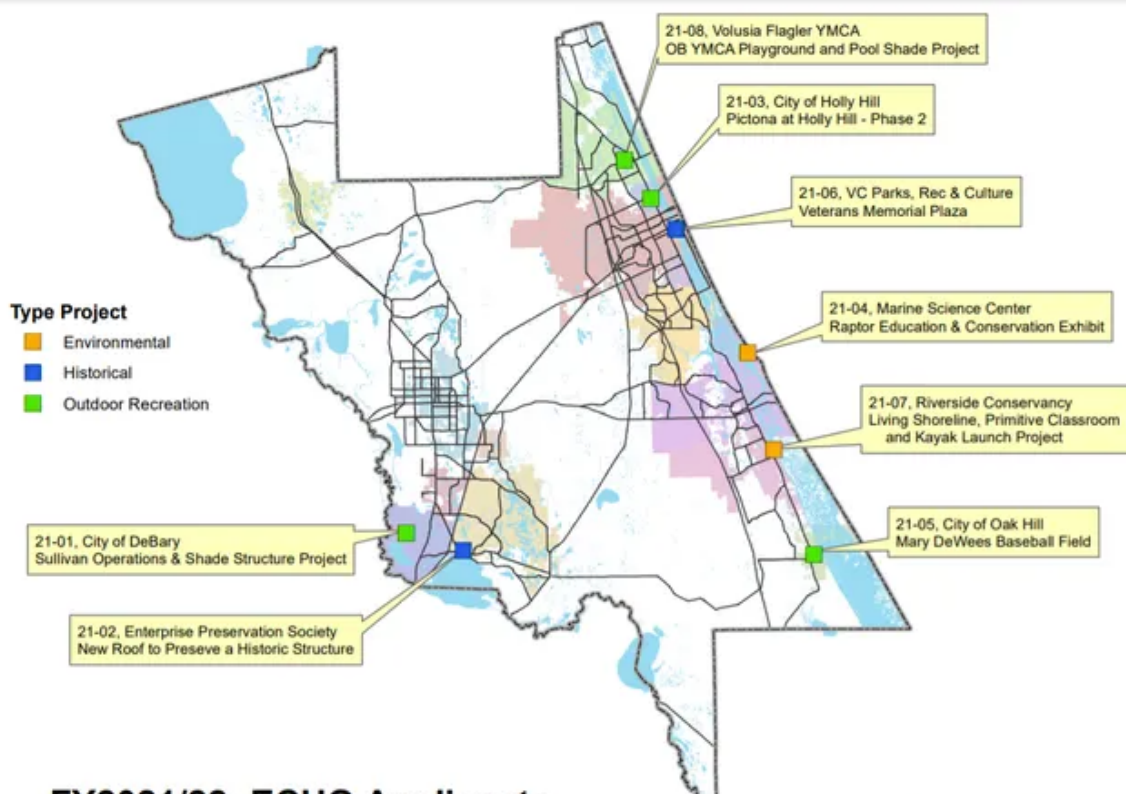 21-08, Volusia Flagler YMCA
OB YMCA Playground and Pool Shade Project
21-03, City of Holly Hill
Pictona at Holly Hill - Phase 2
21-06, VC Parks, Rec & Culture
Veterans Memorial Plaza
21-04, Marine Science Center
Raptor Education & Conservation Exhibit
Type Project
Environmental
Historical
Outdoor Recreation
21-07, Riverside Conservancy
Living Shoreline, Primitive Classroom
and Kayak Launch Project
21-05, City of Oak Hill
Mary DeWees Baseball Field
21-01, City of DeBary
Sullivan Operations & Shade Structure Project
21-02, Enterprise Preservation Society
New Roof to Preseve a Historic Structure